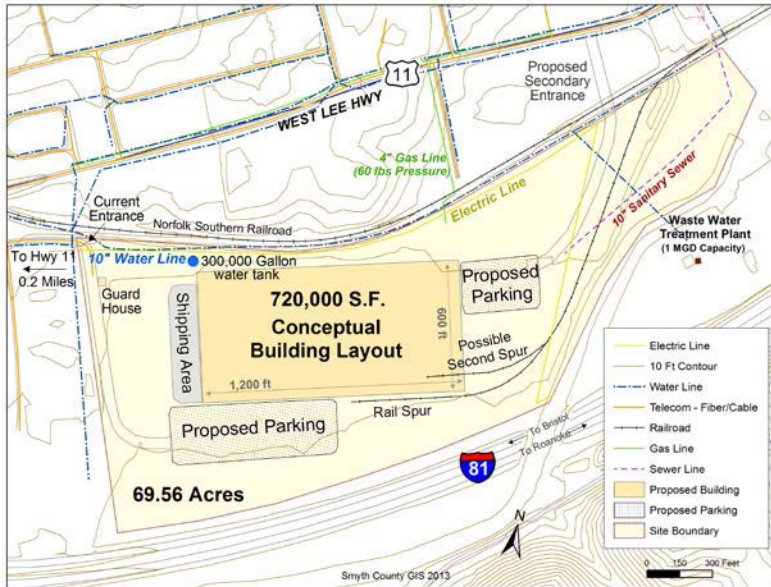 11
WEST LEE HWY
Proposed
Secondary
Entrance
4" Gas Line
(60 lbs Pressure)
Electric Line
10" Sanitary Sewer
Current
Entrance
Norfolk Southern Railroad
To Hwy 11
0.2 Miles
10" Water Line
300,000 Gallon
water tank
Waste Water
Treatment Plant
(1 MGD Capacity)
Guard
House
Shipping Area
720,000 S.F.
Conceptual
Building Layout
600 ft
1,200 ft
Proposed
Parking
Possible
Second Spur
Rail Spur
Proposed Parking
To Bristol
To Roanoke
81
69.56 Acres
Electric Line
10 Ft Contour
Water Line
Telecom - Fiber/Cable
Railroad
Gas Line
Sewer Line
Proposed Building
Proposed Parking
Site Boundary
N
0 150 300 Feet
Smyth County GIS 2013